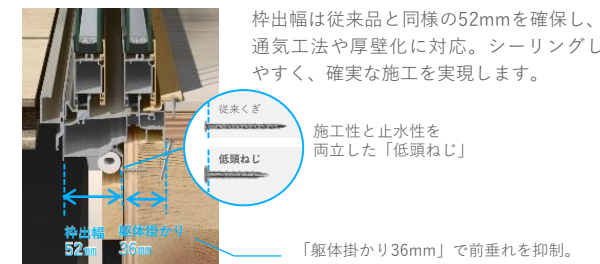 枠出幅は従来品と同様の52mmを確保し、
通気工法や厚壁化に対応。シーリングし
やすく、確実な施工を実現します。
従来くぎ
低頭ねじ
施工性と止水性を
両立した「低頭ねじ」
枠出幅 躯体掛かり
52mm 36mm
「躯体掛かり36mm」で前垂れを抑制。